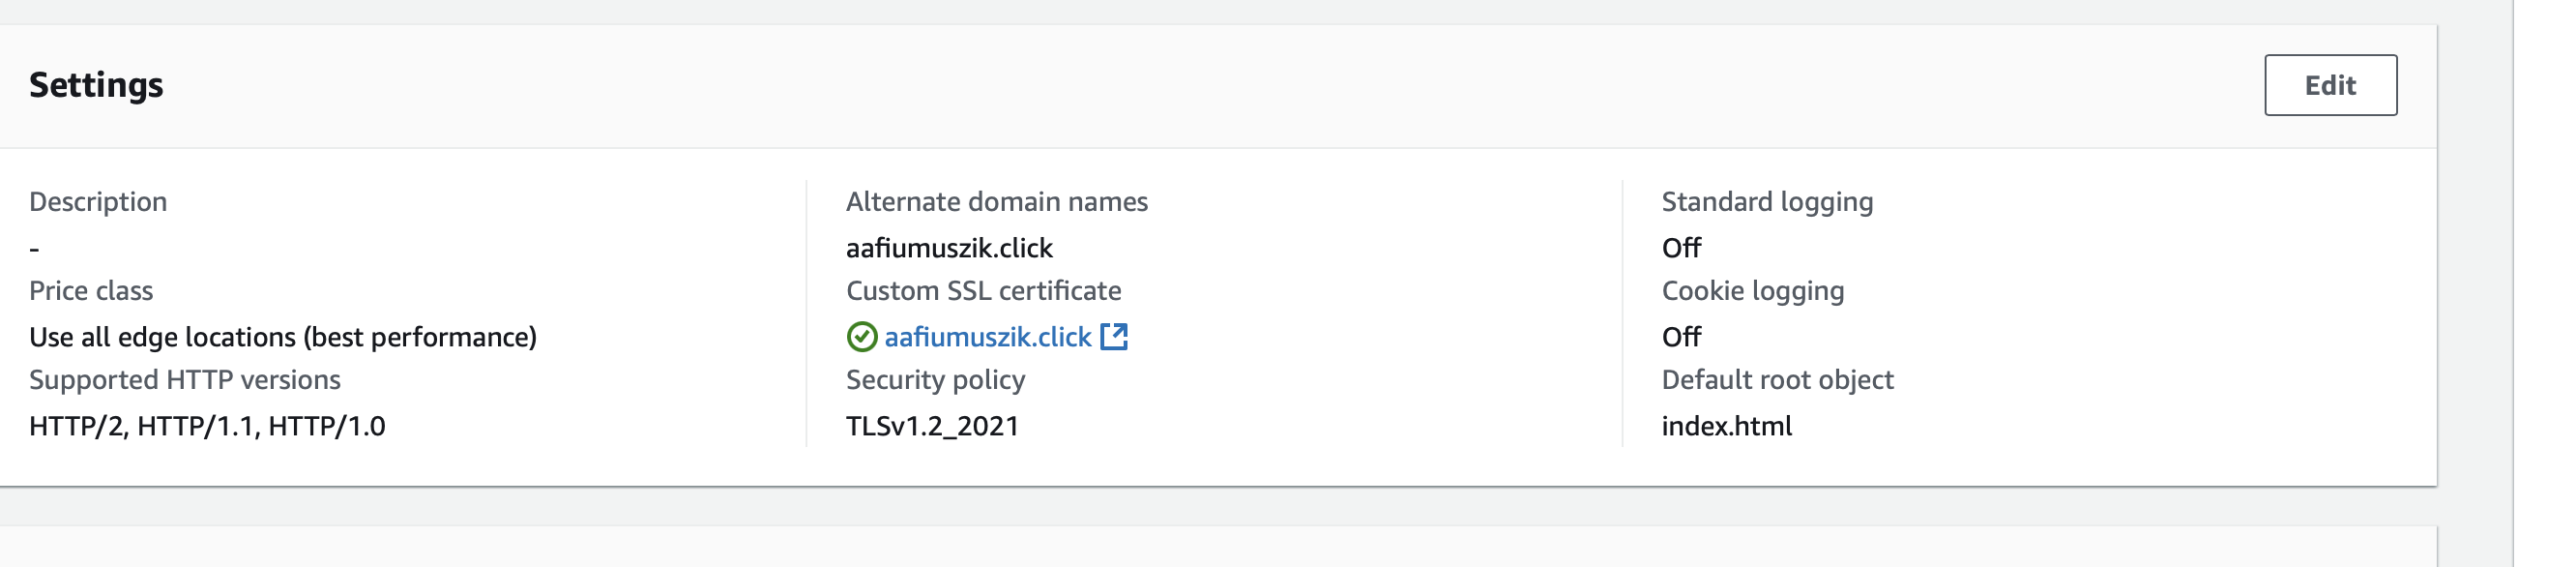 Settings
Edit
Description
-
Price class
Use all edge locations (best performance)
Supported HTTP versions
HTTP/2, HTTP/1.1, HTTP/1.0
Alternate domain names
aafiumuszik.click
Custom SSL certificate
aafiumuszik.click
Security policy
TLSv1.2_2021
Standard logging
Off
Cookie logging
Off
Default root object
index.html